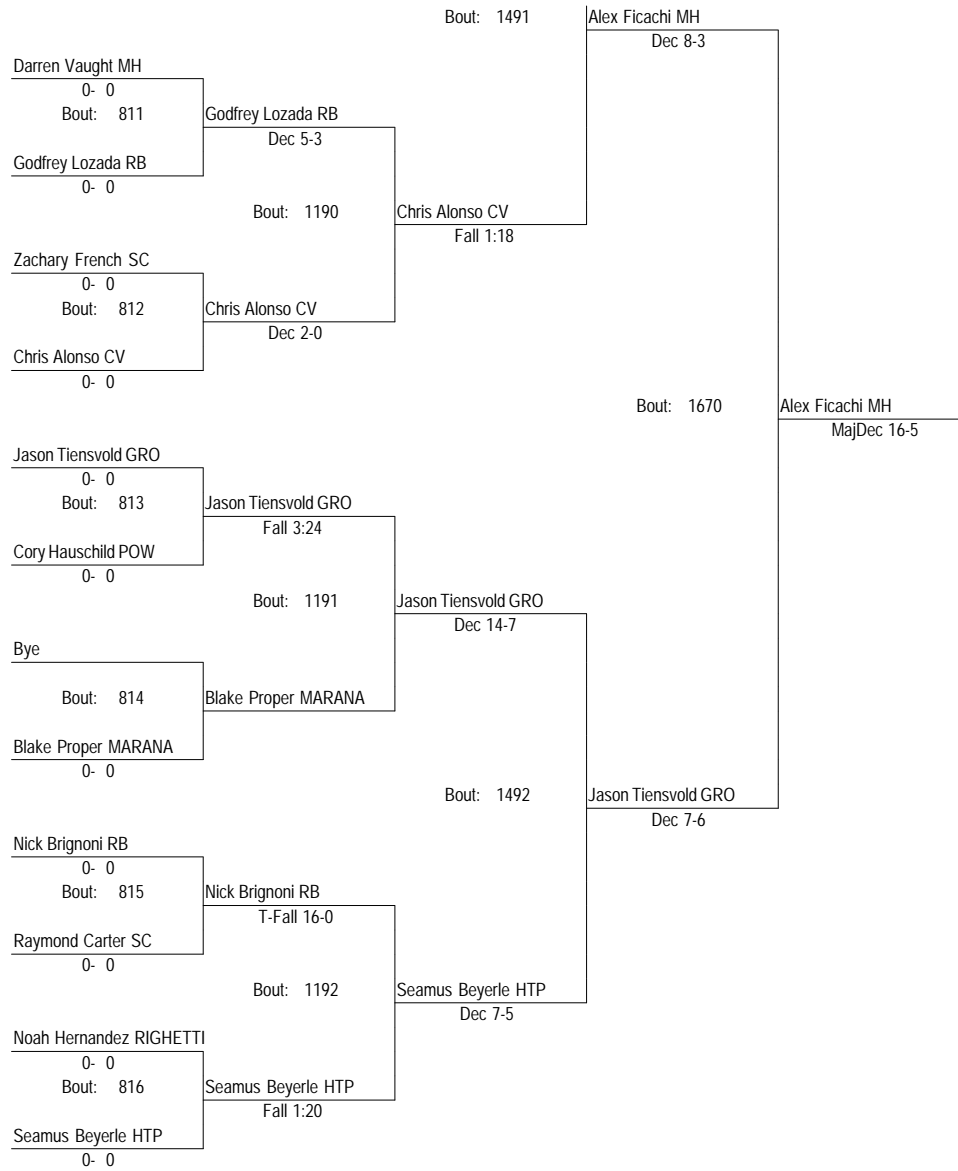 Bout: 1491 Alex Ficachi MH
Dec 8-3
Darren Vaught MH
0- 0
Bout: 811 Godfrey Lozada RB
Dec 5-3
Godfrey Lozada RB
0- 0
Bout: 1190 Chris Alonso CV
Fall 1:18
Zachary French SC
0- 0
Bout: 812 Chris Alonso CV
Dec 2-0
Chris Alonso CV
0- 0
Bout: 1670 Alex Ficachi MH
MajDec 16-5
Jason Tiensvold GRO
0- 0
Bout: 813 Jason Tiensvold GRO
Fall 3:24
Cory Hauschild POW
0- 0
Bout: 1191 Jason Tiensvold GRO
Dec 14-7
Bye
Bout: 814 Blake Proper MARANA
Blake Proper MARANA
0- 0
Bout: 1492 Jason Tiensvold GRO
Dec 7-6
Nick Brignoni RB
0- 0
Bout: 815 Nick Brignoni RB
T-Fall 16-0
Raymond Carter SC
0- 0
Bout: 1192 Seamus Beyerle HTP
Dec 7-5
Noah Hernandez RIGHETTI
0- 0
Bout: 816 Seamus Beyerle HTP
Fall 1:20
Seamus Beyerle HTP
0- 0